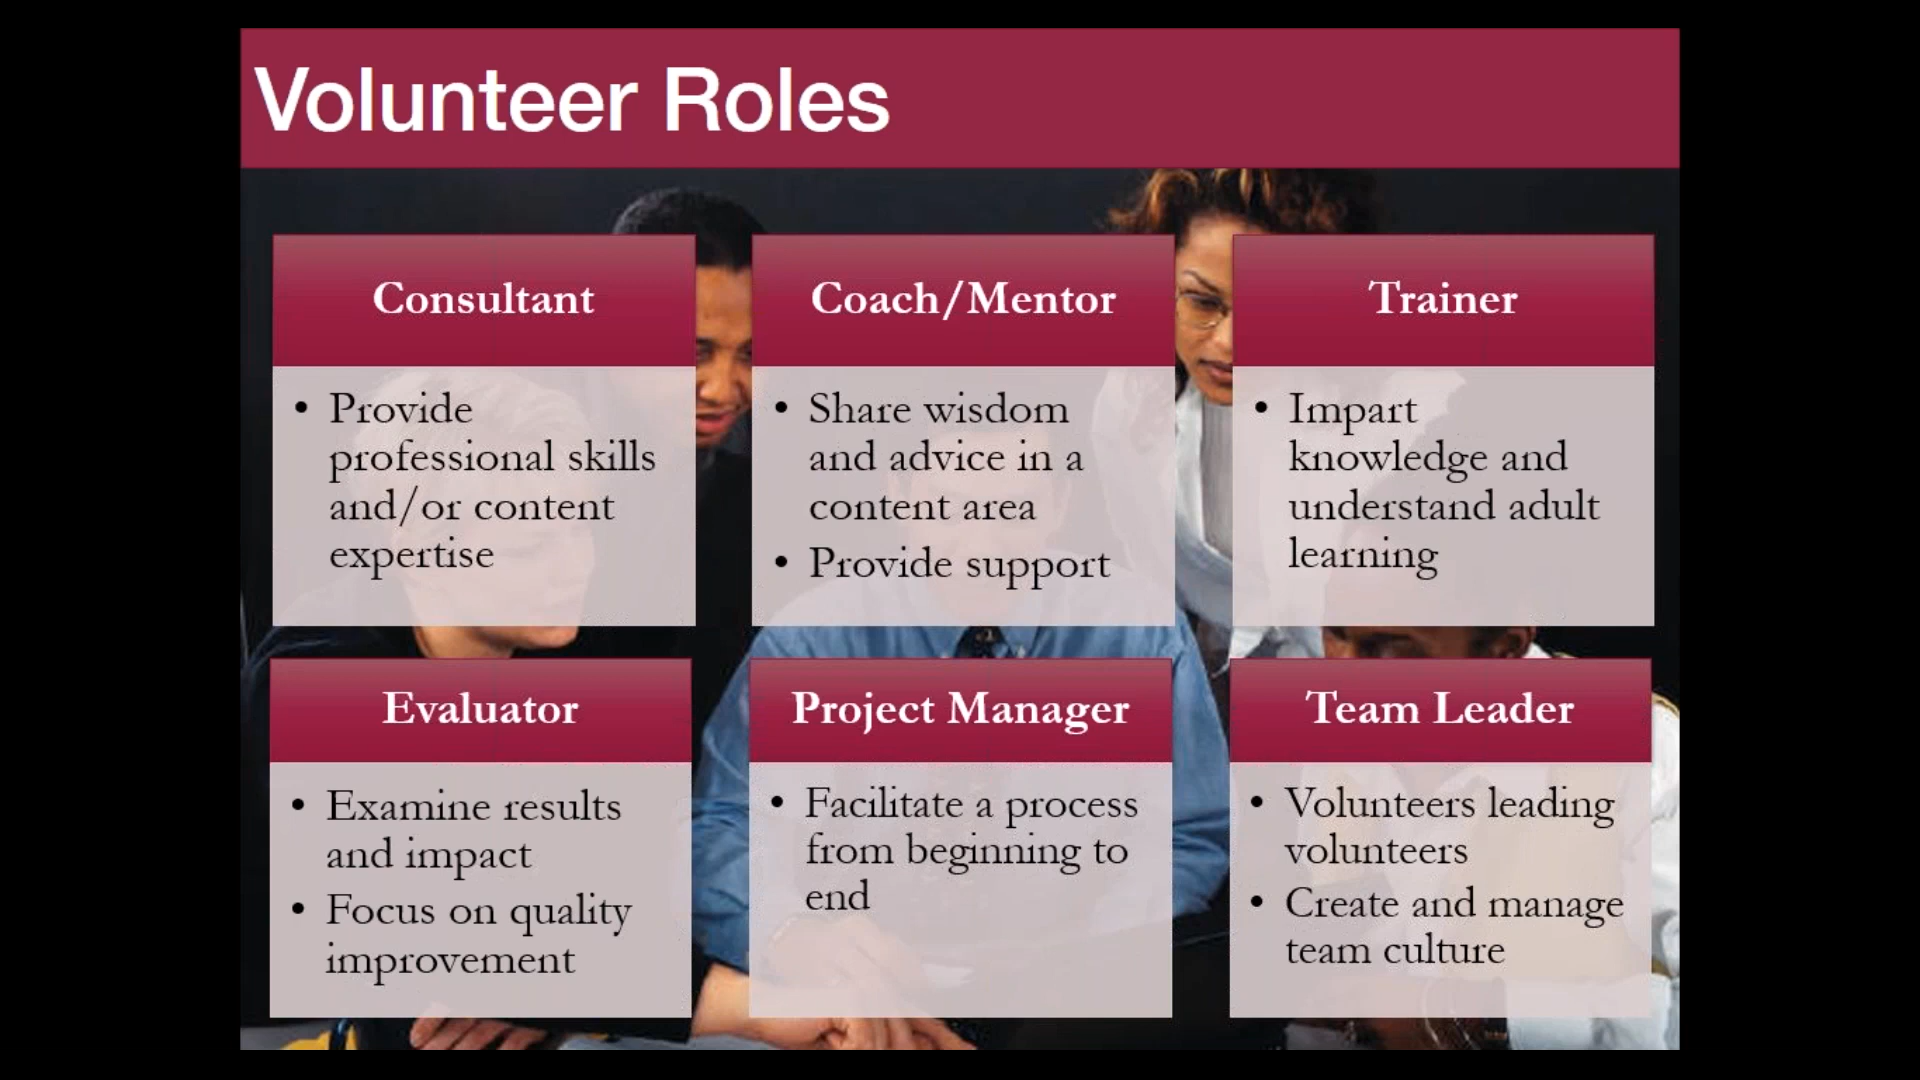 Volunteer Roles
Consultant
• Provide
professional skills
and/or content
expertise
Coach/Mentor
• Share wisdom
and advice in a
content area
• Provide support
Trainer
• Impart
knowledge and
understand adult
learning
Evaluator
• Examine results
and impact
• Focus on quality
improvement
Project Manager
• Facilitate a process
from beginning to
end
Team Leader
• Volunteers leading
volunteers
• Create and manage
team culture